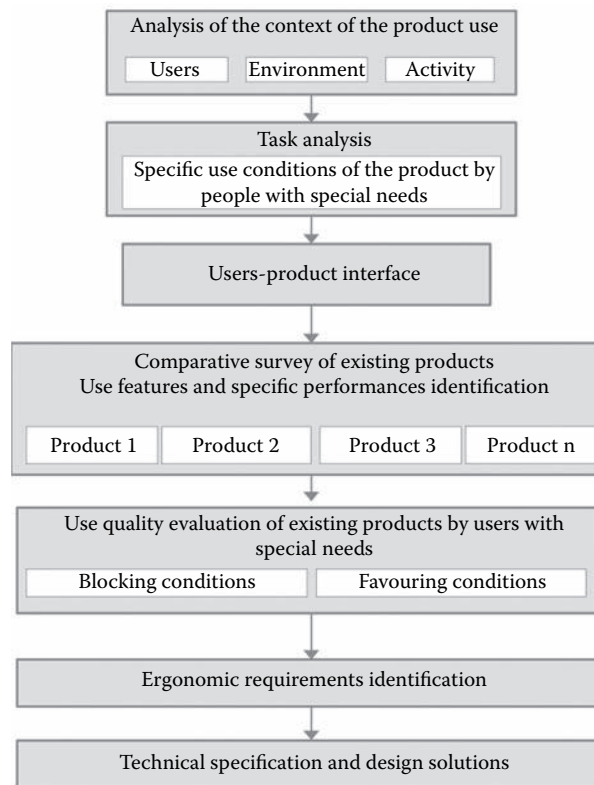 Analysis of the context of the product use
Users Environment Activity
Task analysis
Specific use conditions of the product by
people with special needs
Users-product interface
Comparative survey of existing products
Use features and specific performances identification
Product 1 Product 2 Product 3 Product n
Use quality evaluation of existing products by users with
special needs
Blocking conditions Favouring conditions
Ergonomic requirements identification
Technical specification and design solutions